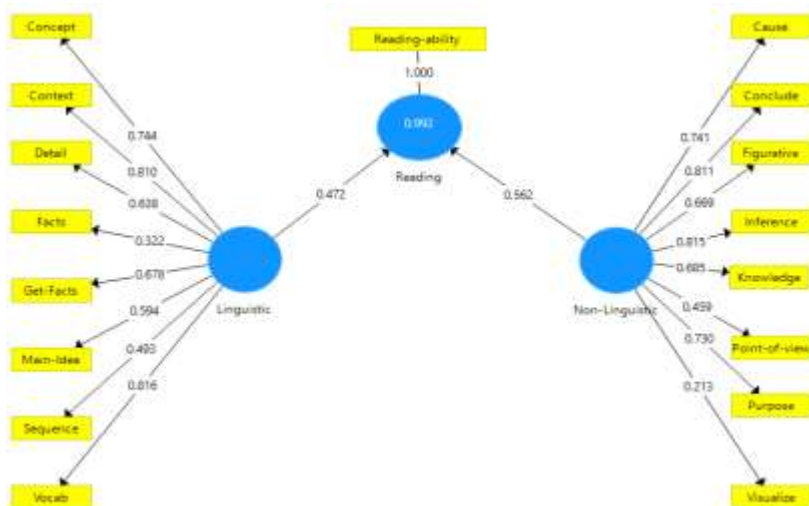 Concept
Context
Detail
Facts
Get-Facts
Main-Idea
Sequence
Vocab
0.744
0.810
0.628
0.322
0.678
0.594
0.493
0.816
Linguistic
0.472
Reading-ability
1.000
0.992
Reading
0.562
Non-Linguistic
0.741
0.811
0.669
0.815
0.685
0.459
0.730
0.213
Cause
Conclude
Figurative
Inference
Knowledge
Point-of-view
Purpose
Visualize